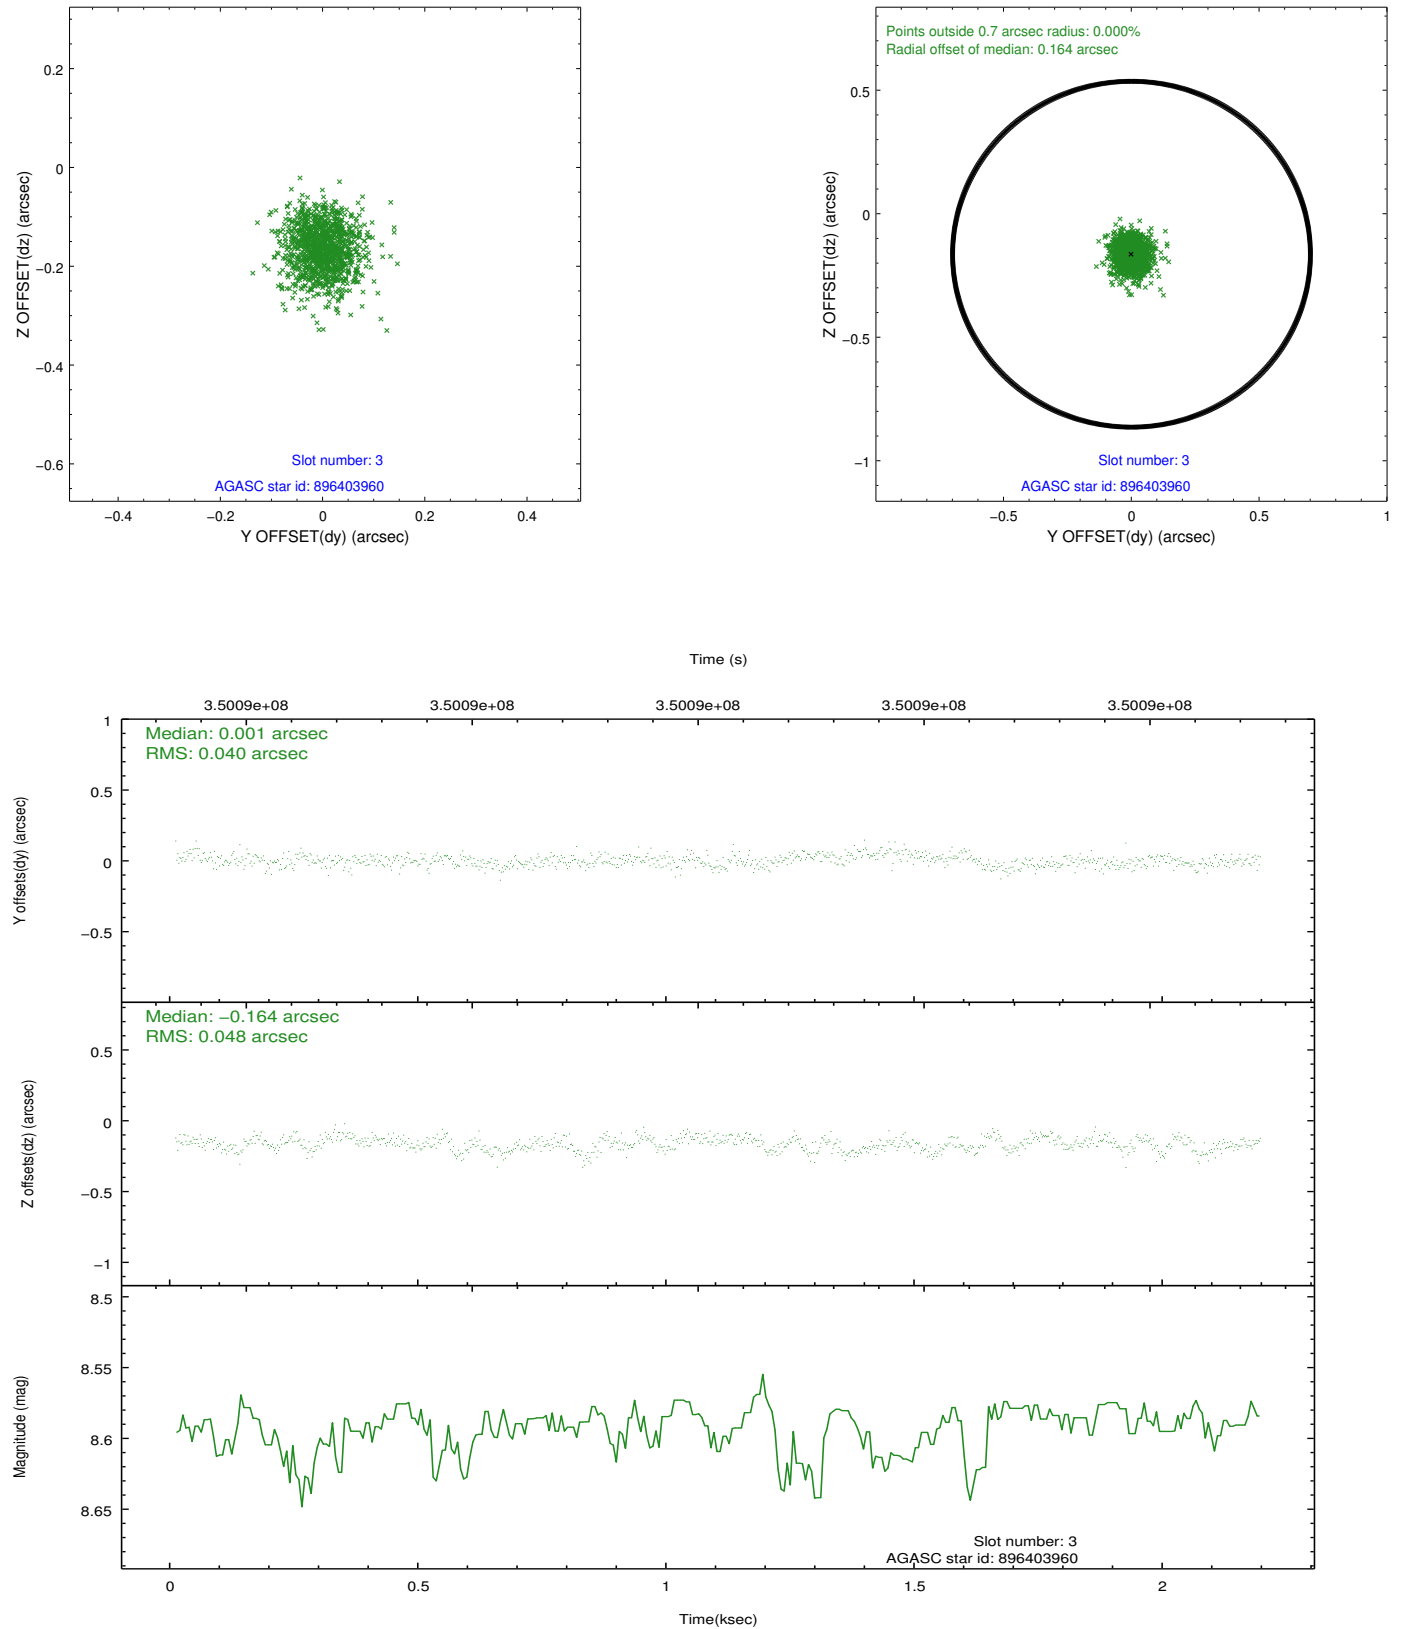 0.2
0
−0.2
−0.4
−0.6
Z OFFSET(dz) (arcsec)
Slot number: 3
AGASC star id: 896403960
−0.4
−0.2
0
0.2
0.4
Y OFFSET(dy) (arcsec)
Points outside 0.7 arcsec radius: 0.000%
Radial offset of median: 0.164 arcsec
0.5
0
−0.5
−1
Z OFFSET(dz) (arcsec)
Slot number: 3
AGASC star id: 896403960
−0.5
0
0.5
1
Y OFFSET(dy) (arcsec)
Time (s)
3.5009e+08
3.5009e+08
3.5009e+08
3.5009e+08
3.5009e+08
Median: 0.001 arcsec
RMS: 0.040 arcsec
1
0.5
0
−0.5
Y offsets(dy) (arcsec)
Median: −0.164 arcsec
RMS: 0.048 arcsec
0.5
0
−0.5
−1
Z offsets(dz) (arcsec)
8.5
8.55
8.6
8.65
Magnitude (mag)
Slot number: 3
AGASC star id: 896403960
0
0.5
1
1.5
2
Time(ksec)